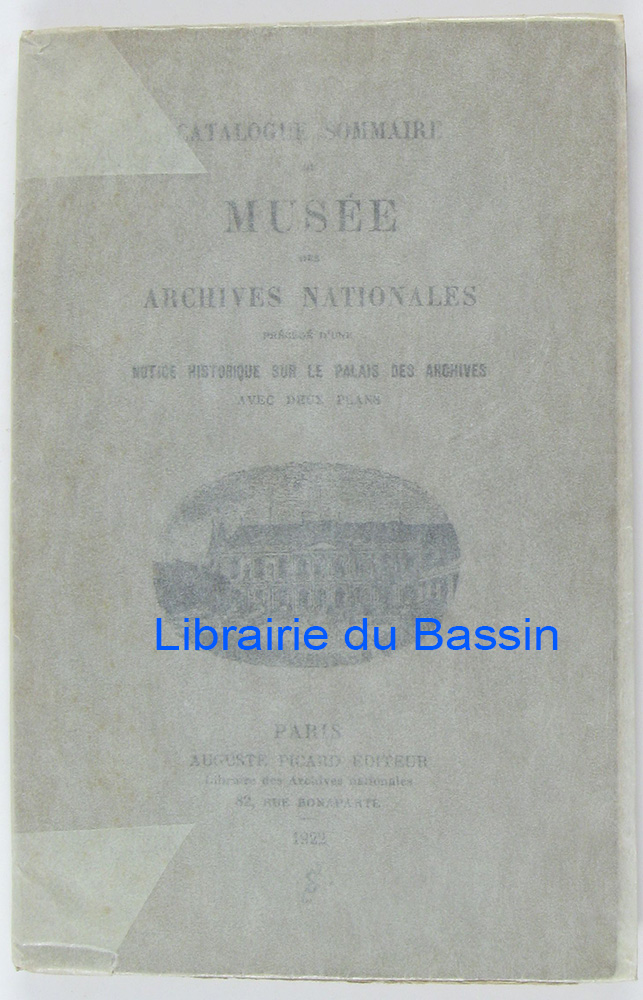 CATALOGUE SOMMAIRE
DU
MUSÉE
DES
ARCHIVES NATIONALES
PRÉCÉDÉ D'UNE
NOTICE HISTORIQUE SUR LE PALAIS DES ARCHIVES
AVEC DEUX PLANS
Librairie du Bassin
PARIS
AUGUSTE PICARD EDITEUR
Libraire des Archives nationales
82, RUE BONAPARTE
1922